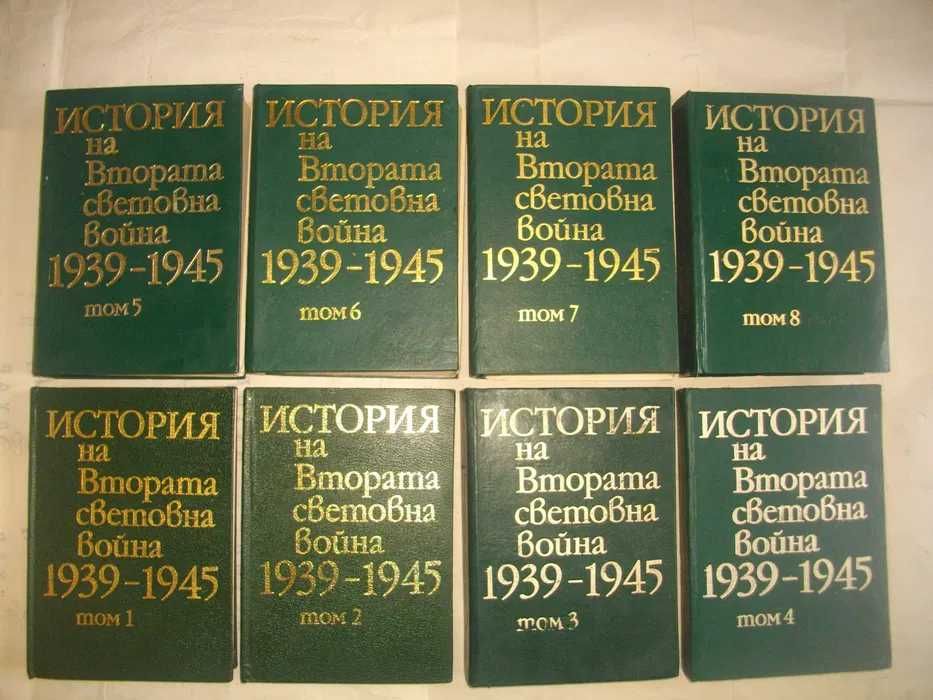 ИСТОРИЯ
на
Втората
световна
война
1939-1945
том 5
ИСТОРИЯ
на
Втората
световна
война
1939-1945
том 6
ИСТОРИЯ
на
Втората
световна
война
1939-1945
том 7
ИСТОРИЯ
на
Втората
световна
война
1939-1945
том 8
ИСТОРИЯ
на
Втората
световна
война
1939-1945
том 1
ИСТОРИЯ
на
Втората
световна
война
1939-1945
том 2
ИСТОРИЯ
на
Втората
световна
война
1939-1945
том 3
ИСТОРИЯ
на
Втората
световна
война
1939-1945
том 4